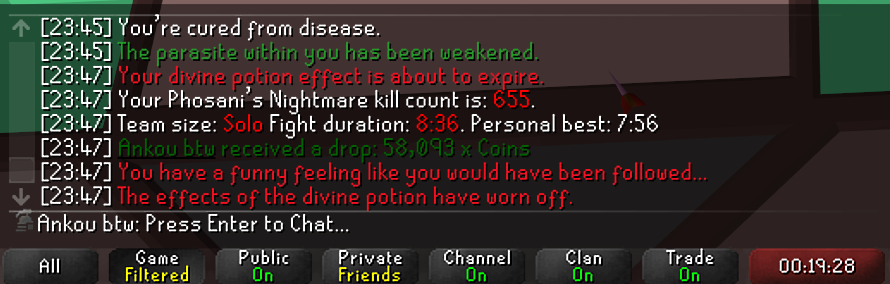 [23:45] You're cured from disease.
[23:45] The parasite within you has been weakened.
[23:47] Your divine potion effect is about to expire.
[23:47] Your Phosani's Nightmare kill count is: 655.
[23:47] Team size: Solo Fight duration: 8:36. Personal best: 7:56
[23:47] Ankou btw received a drop: 58,093 x Coins
[23:47] You have a funny feeling like you would have been followed...
[23:47] The effects of the divine potion have worn off.
Ankou btw: Press Enter to Chat...
All
Game
Filtered
Public
On
Private
Friends
Channel
On
Clan
On
Trade
On
00:19:28